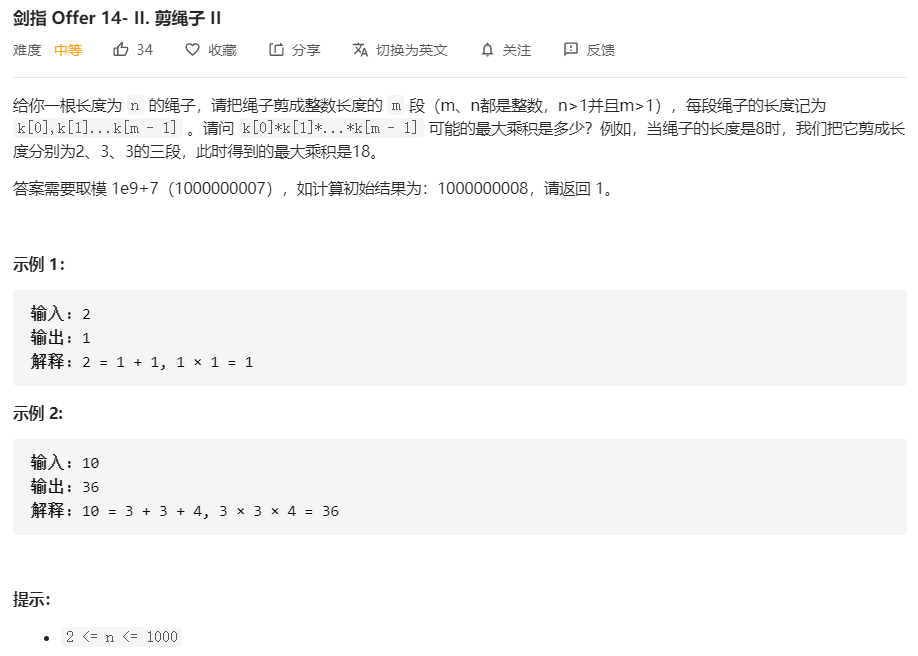 剑指 Offer 14- II. 剪绳子 II
难度 中等 34 收藏 分享 切换为英文 关注 反馈
给你一根长度为 n 的绳子，请把绳子剪成整数长度的 m 段（m、n都是整数，n>1并且m>1），每段绳子的长度记为
k[0],k[1]...k[m - 1] 。请问 k[0]*k[1]*...*k[m - 1] 可能的最大乘积是多少？例如，当绳子的长度是8时，我们把它剪成长
度分别为2、3、3的三段，此时得到的最大乘积是18。
答案需要取模 1e9+7（1000000007），如计算初始结果为：1000000008，请返回 1。
示例 1：
输入：2
输出：1
解释：2 = 1 + 1, 1 × 1 = 1
示例 2:
输入：10
输出：36
解释：10 = 3 + 3 + 4, 3 × 3 × 4 = 36
提示：
• 2 <= n <= 1000